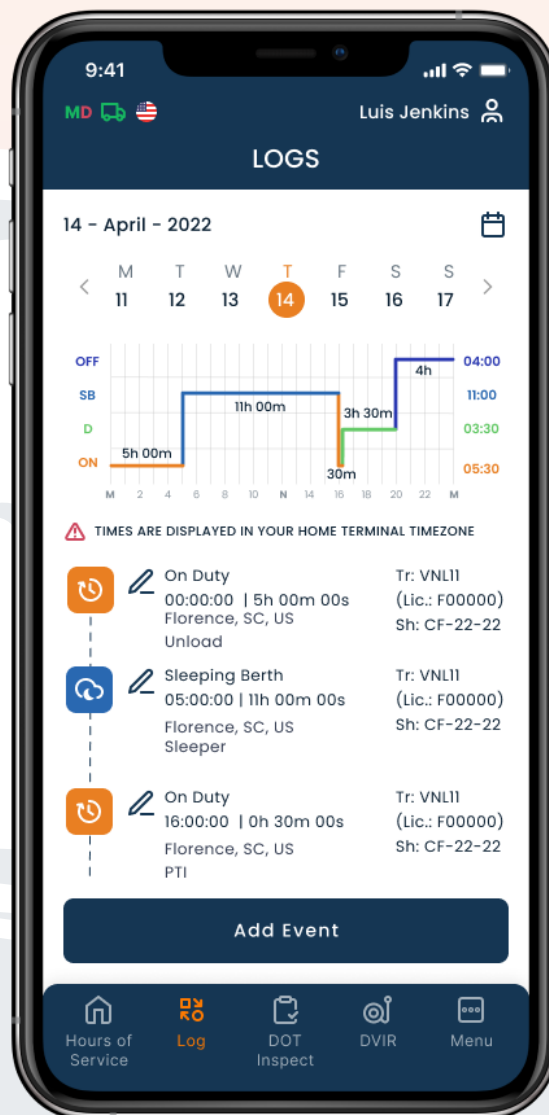 9:41
MD
Luis Jenkins
LOGS
14 - April - 2022
M T W T F S S
11 12 13 14 15 16 17
OFF 4h 04:00
SB 11h 00m 11:00
D 3h 30m 03:30
ON 5h 00m 30m 05:30
M 2 4 6 8 10 N 14 16 18 20 22 M
TIMES ARE DISPLAYED IN YOUR HOME TERMINAL TIMEZONE
On Duty Tr: VNL11
00:00:00 | 5h 00m 00s (Lic.: F00000)
Florence, SC, US Sh: CF-22-22
Unload
Sleeping Berth Tr: VNL11
05:00:00 | 11h 00m 00s (Lic.: F00000)
Florence, SC, US Sh: CF-22-22
Sleeper
On Duty Tr: VNL11
16:00:00 | 0h 30m 00s (Lic.: F00000)
Florence, SC, US Sh: CF-22-22
PTI
Add Event
Hours of Service Log DOT Inspect DVIR Menu